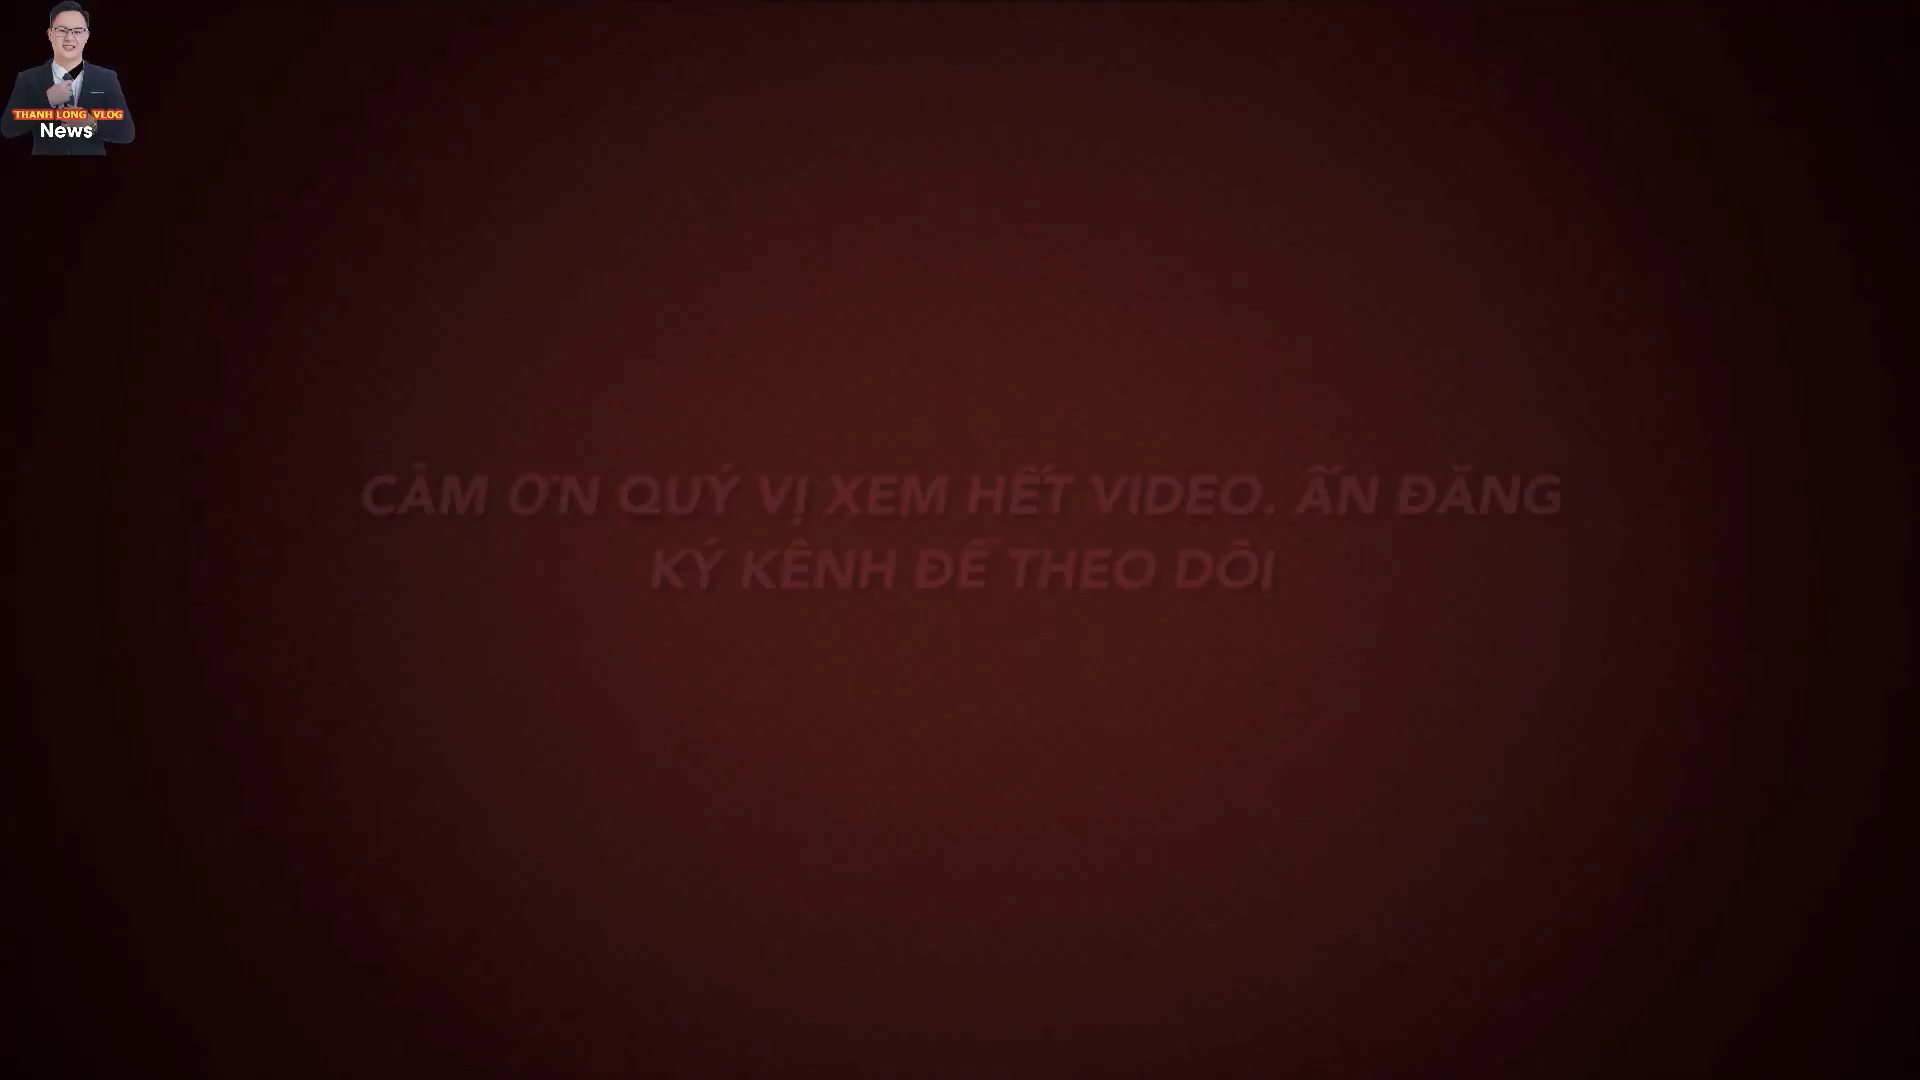 THANH LONG VLOG
News
CẢM ƠN QUÝ VỊ XEM HẾT VIDEO. ẤN ĐĂNG
KÝ KÊNH ĐỂ THEO DÕI